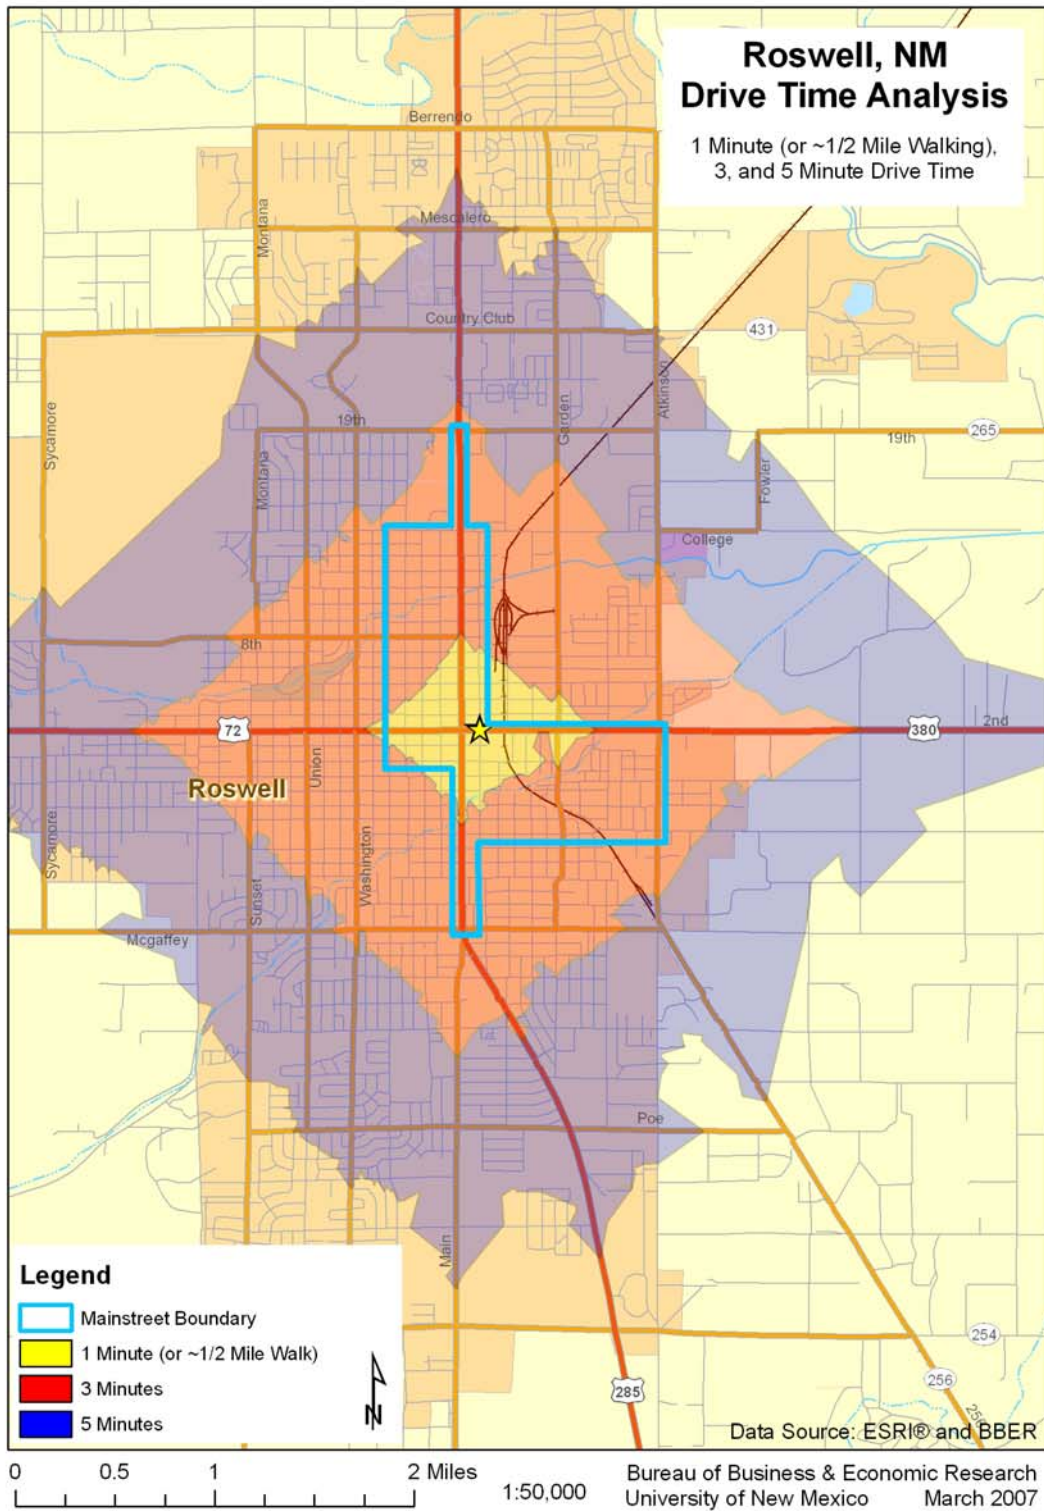 Roswell, NM
Drive Time Analysis
1 Minute (or ~1/2 Mile Walking),
3, and 5 Minute Drive Time
Berrendo
Montana
Mescalero
Country Club
431
Sycamore
Atkinson
Garden
19th
19th
265
Montana
Fowler
College
8th
72
2nd
380
Union
Roswell
Sycamore
Washington
Sunset
Mcgaffey
Poe
Main
254
256
256
285
Legend
Mainstreet Boundary
1 Minute (or ~1/2 Mile Walk)
3 Minutes
5 Minutes
N
Data Source: ESRI® and BBER
0 0.5 1 2 Miles
1:50,000
Bureau of Business & Economic Research
University of New Mexico March 2007